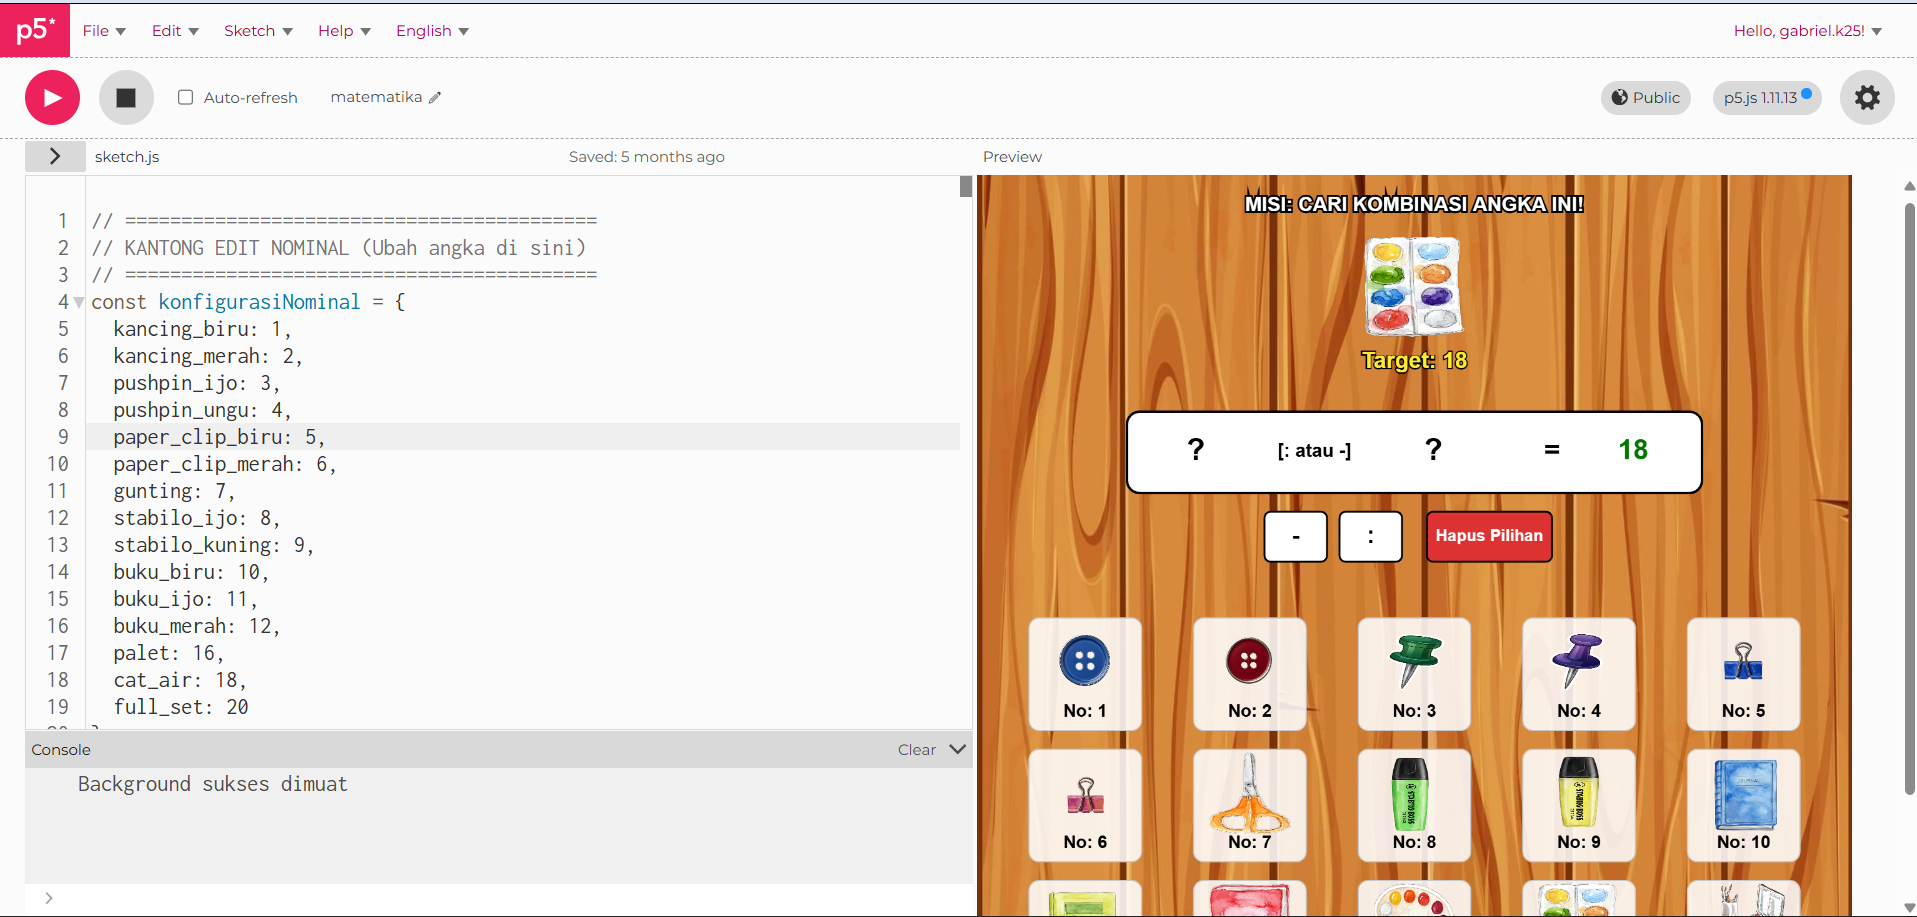 p5*
File
Edit
Sketch
Help
English
Hello, gabriel.k25!
Auto-refresh
matematika
Public
p5.js 1.11.13
sketch.js
Saved: 5 months ago
Preview
1 // ==========================================
2 // KANTONG EDIT NOMINAL (Ubah angka di sini)
3 // ==========================================
4 const konfigurasiNominal = {
5 kancing_biru: 1,
6 kancing_merah: 2,
7 pushpin_ijo: 3,
8 pushpin_ungu: 4,
9 paper_clip_biru: 5,
10 paper_clip_merah: 6,
11 gunting: 7,
12 stabilo_ijo: 8,
13 stabilo_kuning: 9,
14 buku_biru: 10,
15 buku_ijo: 11,
16 buku_merah: 12,
17 palet: 16,
18 cat_air: 18,
19 full_set: 20
Console
Clear
Background sukses dimuat
MISI: CARI KOMBINASI ANGKA INI!
Target: 18
? [: atau -] ? = 18
- : Hapus Pilihan
No: 1
No: 2
No: 3
No: 4
No: 5
No: 6
No: 7
No: 8
No: 9
No: 10